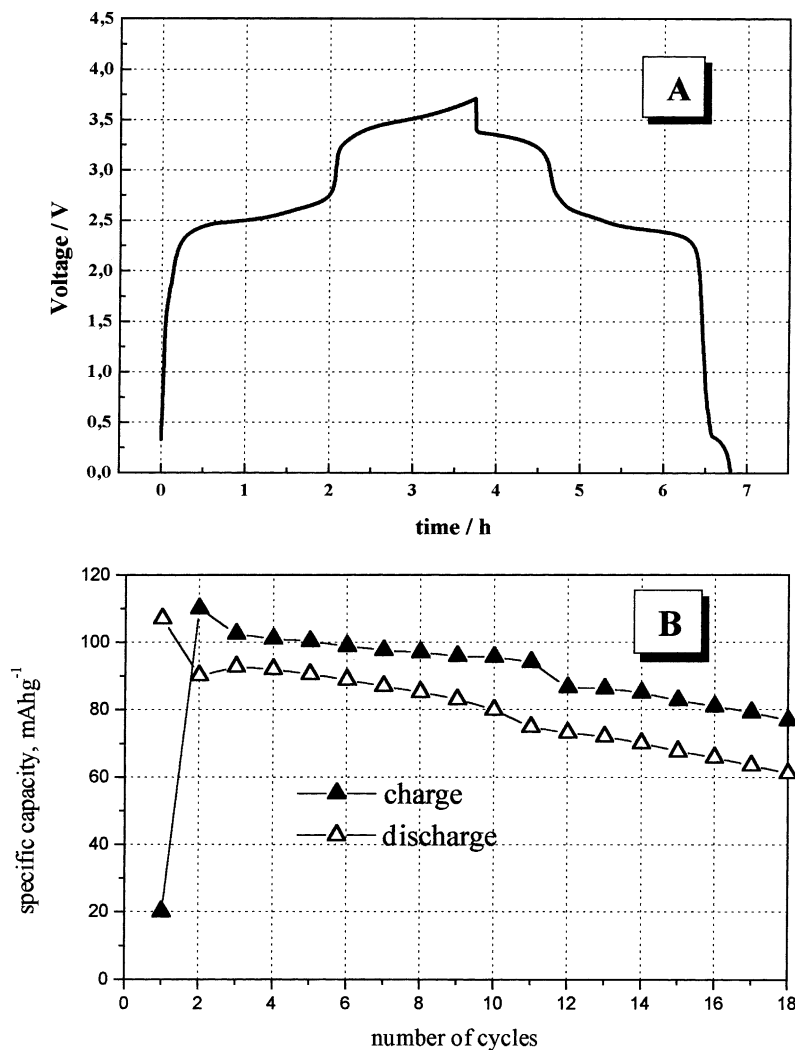 4,5
4,0
3,5
3,0
2,5
2,0
1,5
1,0
0,5
0,0
Voltage / V
A
0 1 2 3 4 5 6 7
time / h
120
100
80
60
40
20
0
specific capacity, mAhg⁻¹
B
charge
discharge
0 2 4 6 8 10 12 14 16 18
number of cycles